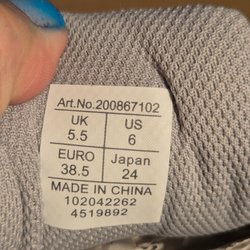 Art.No.200867102
UK US
5.5 6
EURO Japan
38.5 24
MADE IN CHINA
102042262
4519892